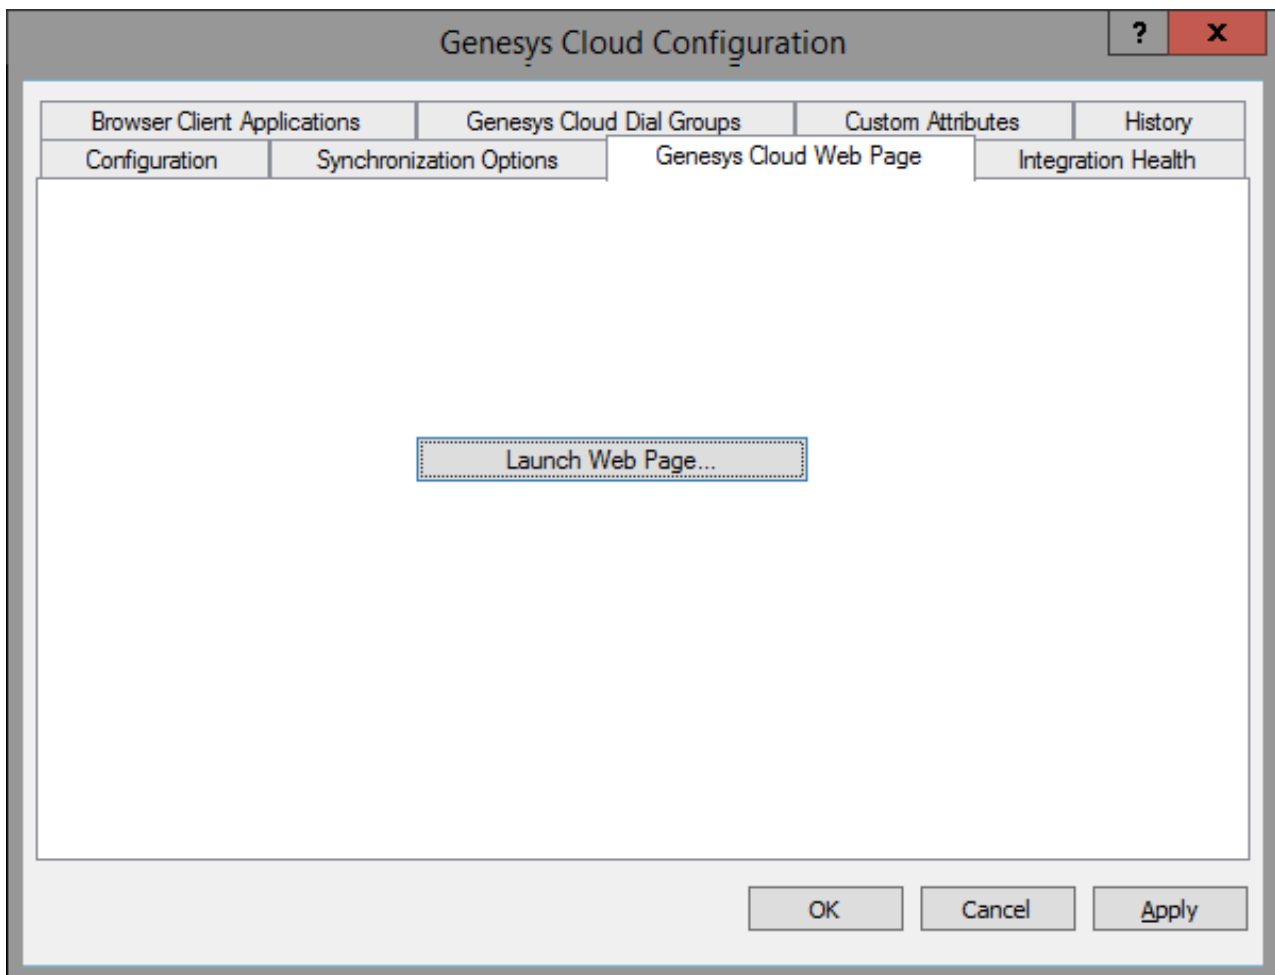 Genesys Cloud Configuration
? x
Browser Client Applications Genesys Cloud Dial Groups Custom Attributes History
Configuration Synchronization Options Genesys Cloud Web Page Integration Health
Launch Web Page...
OK Cancel Apply